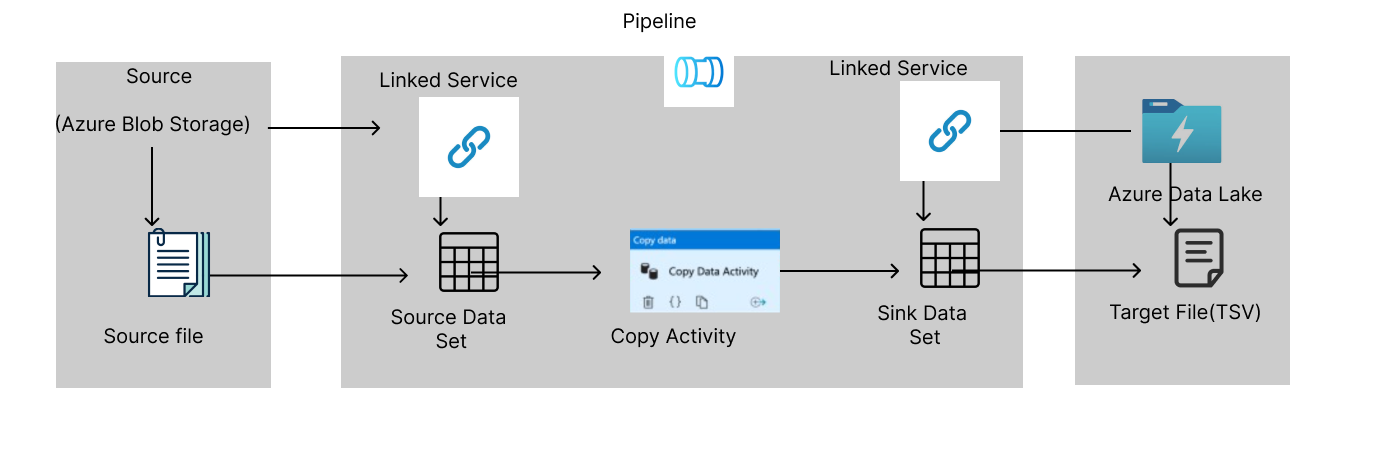 Pipeline
Source
(Azure Blob Storage)
Source file
Linked Service
Source Data
Set
Copy data
Copy Data Activity
{}
Copy Activity
Linked Service
Sink Data
Set
Azure Data Lake
Target File(TSV)